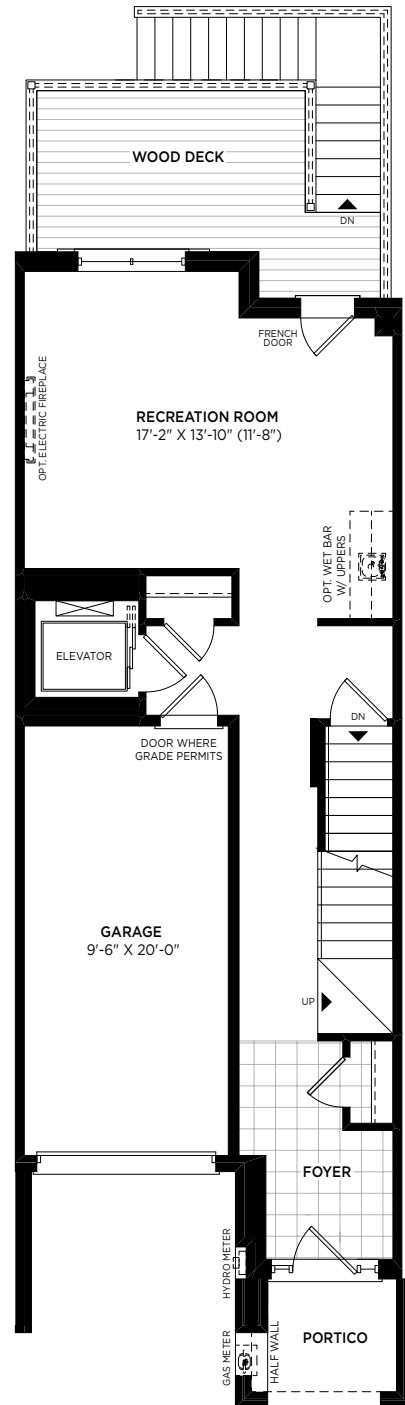 WOOD DECK
DN
FRENCH
DOOR
OPT. ELECTRIC FIREPLACE
RECREATION ROOM
17'-2" X 13'-10" (11'-8")
OPT. WET BAR
W/ UPPERS
ELEVATOR
DN
DOOR WHERE
GRADE PERMITS
GARAGE
9'-6" X 20'-0"
UP
FOYER
HYDRO METER
GAS METER
HALF WALL
PORTICO